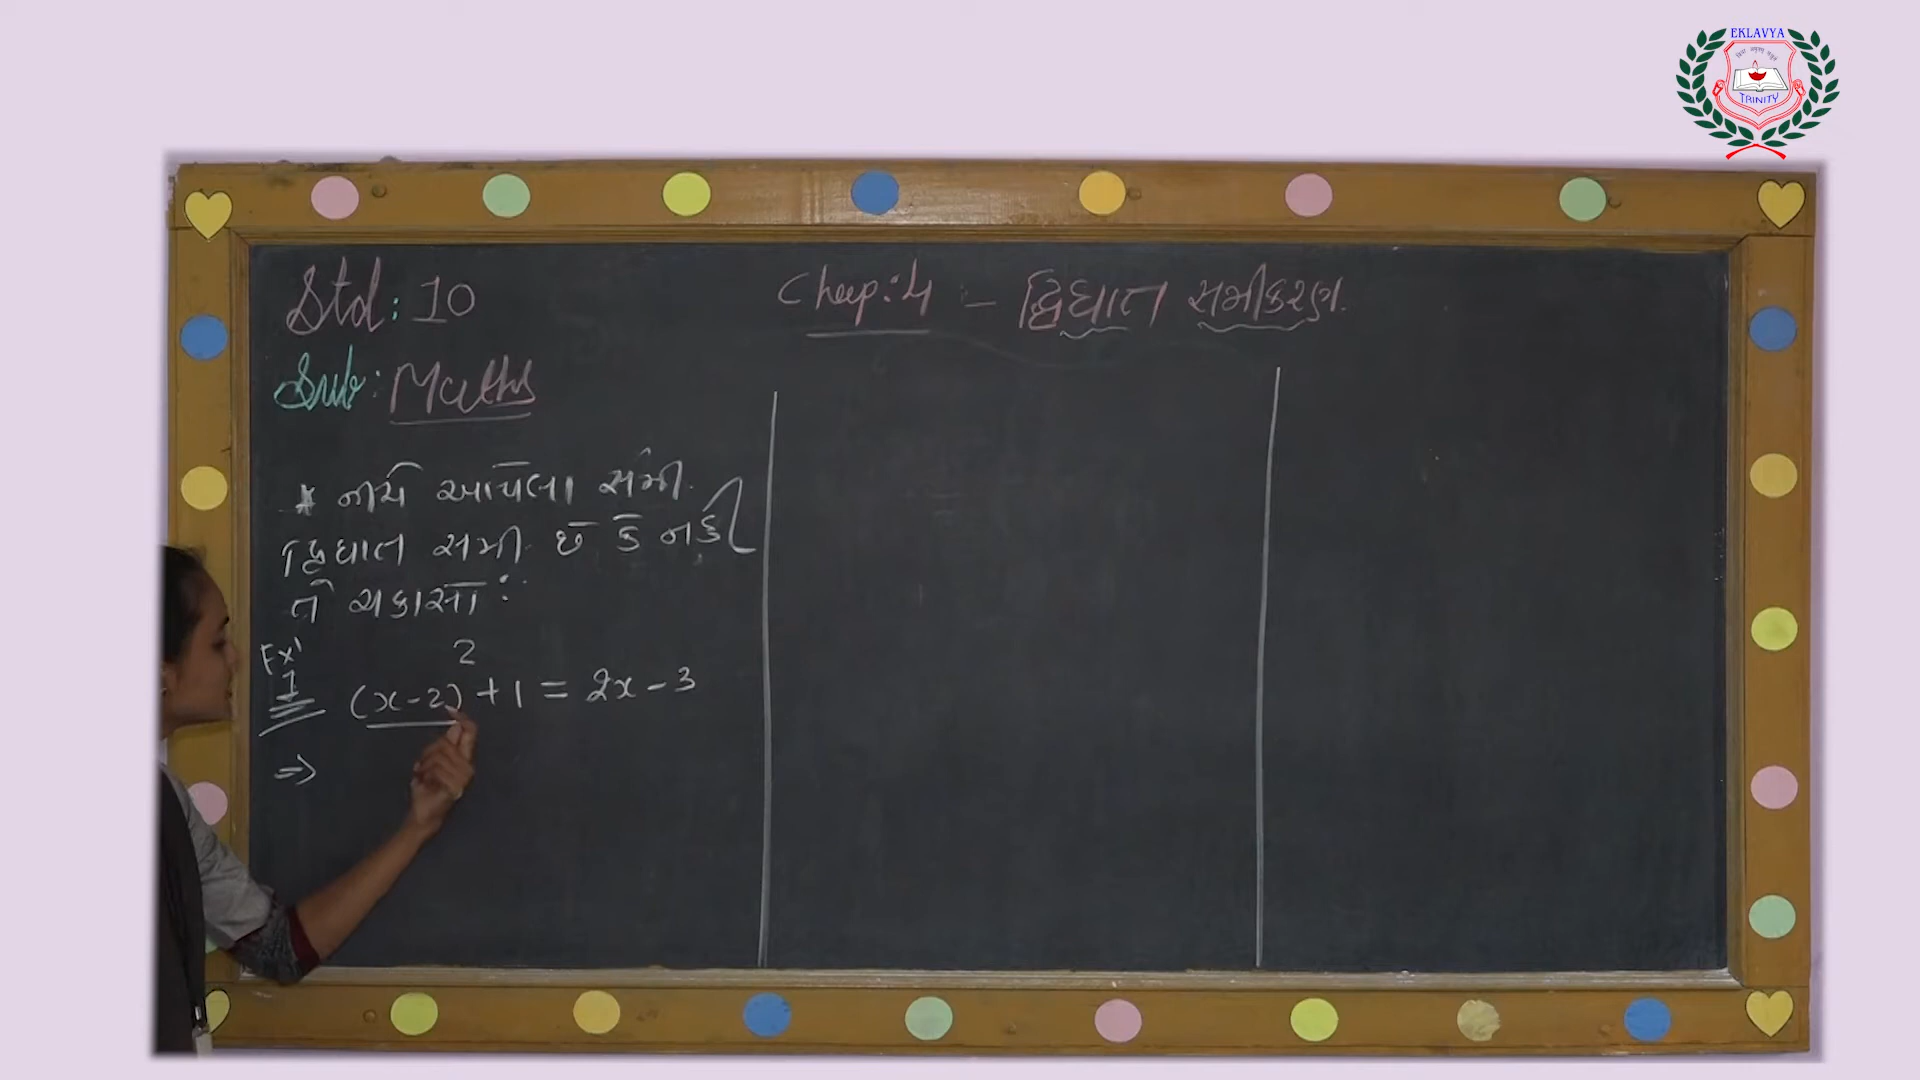 EKLAVYA
TRINITY
Std: 10
Chep: 4 :- દ્વિઘાત સમીકરણ.
Sub: Maths
* નીચે આપેલા સમી.
દ્વિઘાત સમી. છે કે નહીં
તે ચકાસો :
Ex'
1 (x-2)² + 1 = 2x - 3
⇒